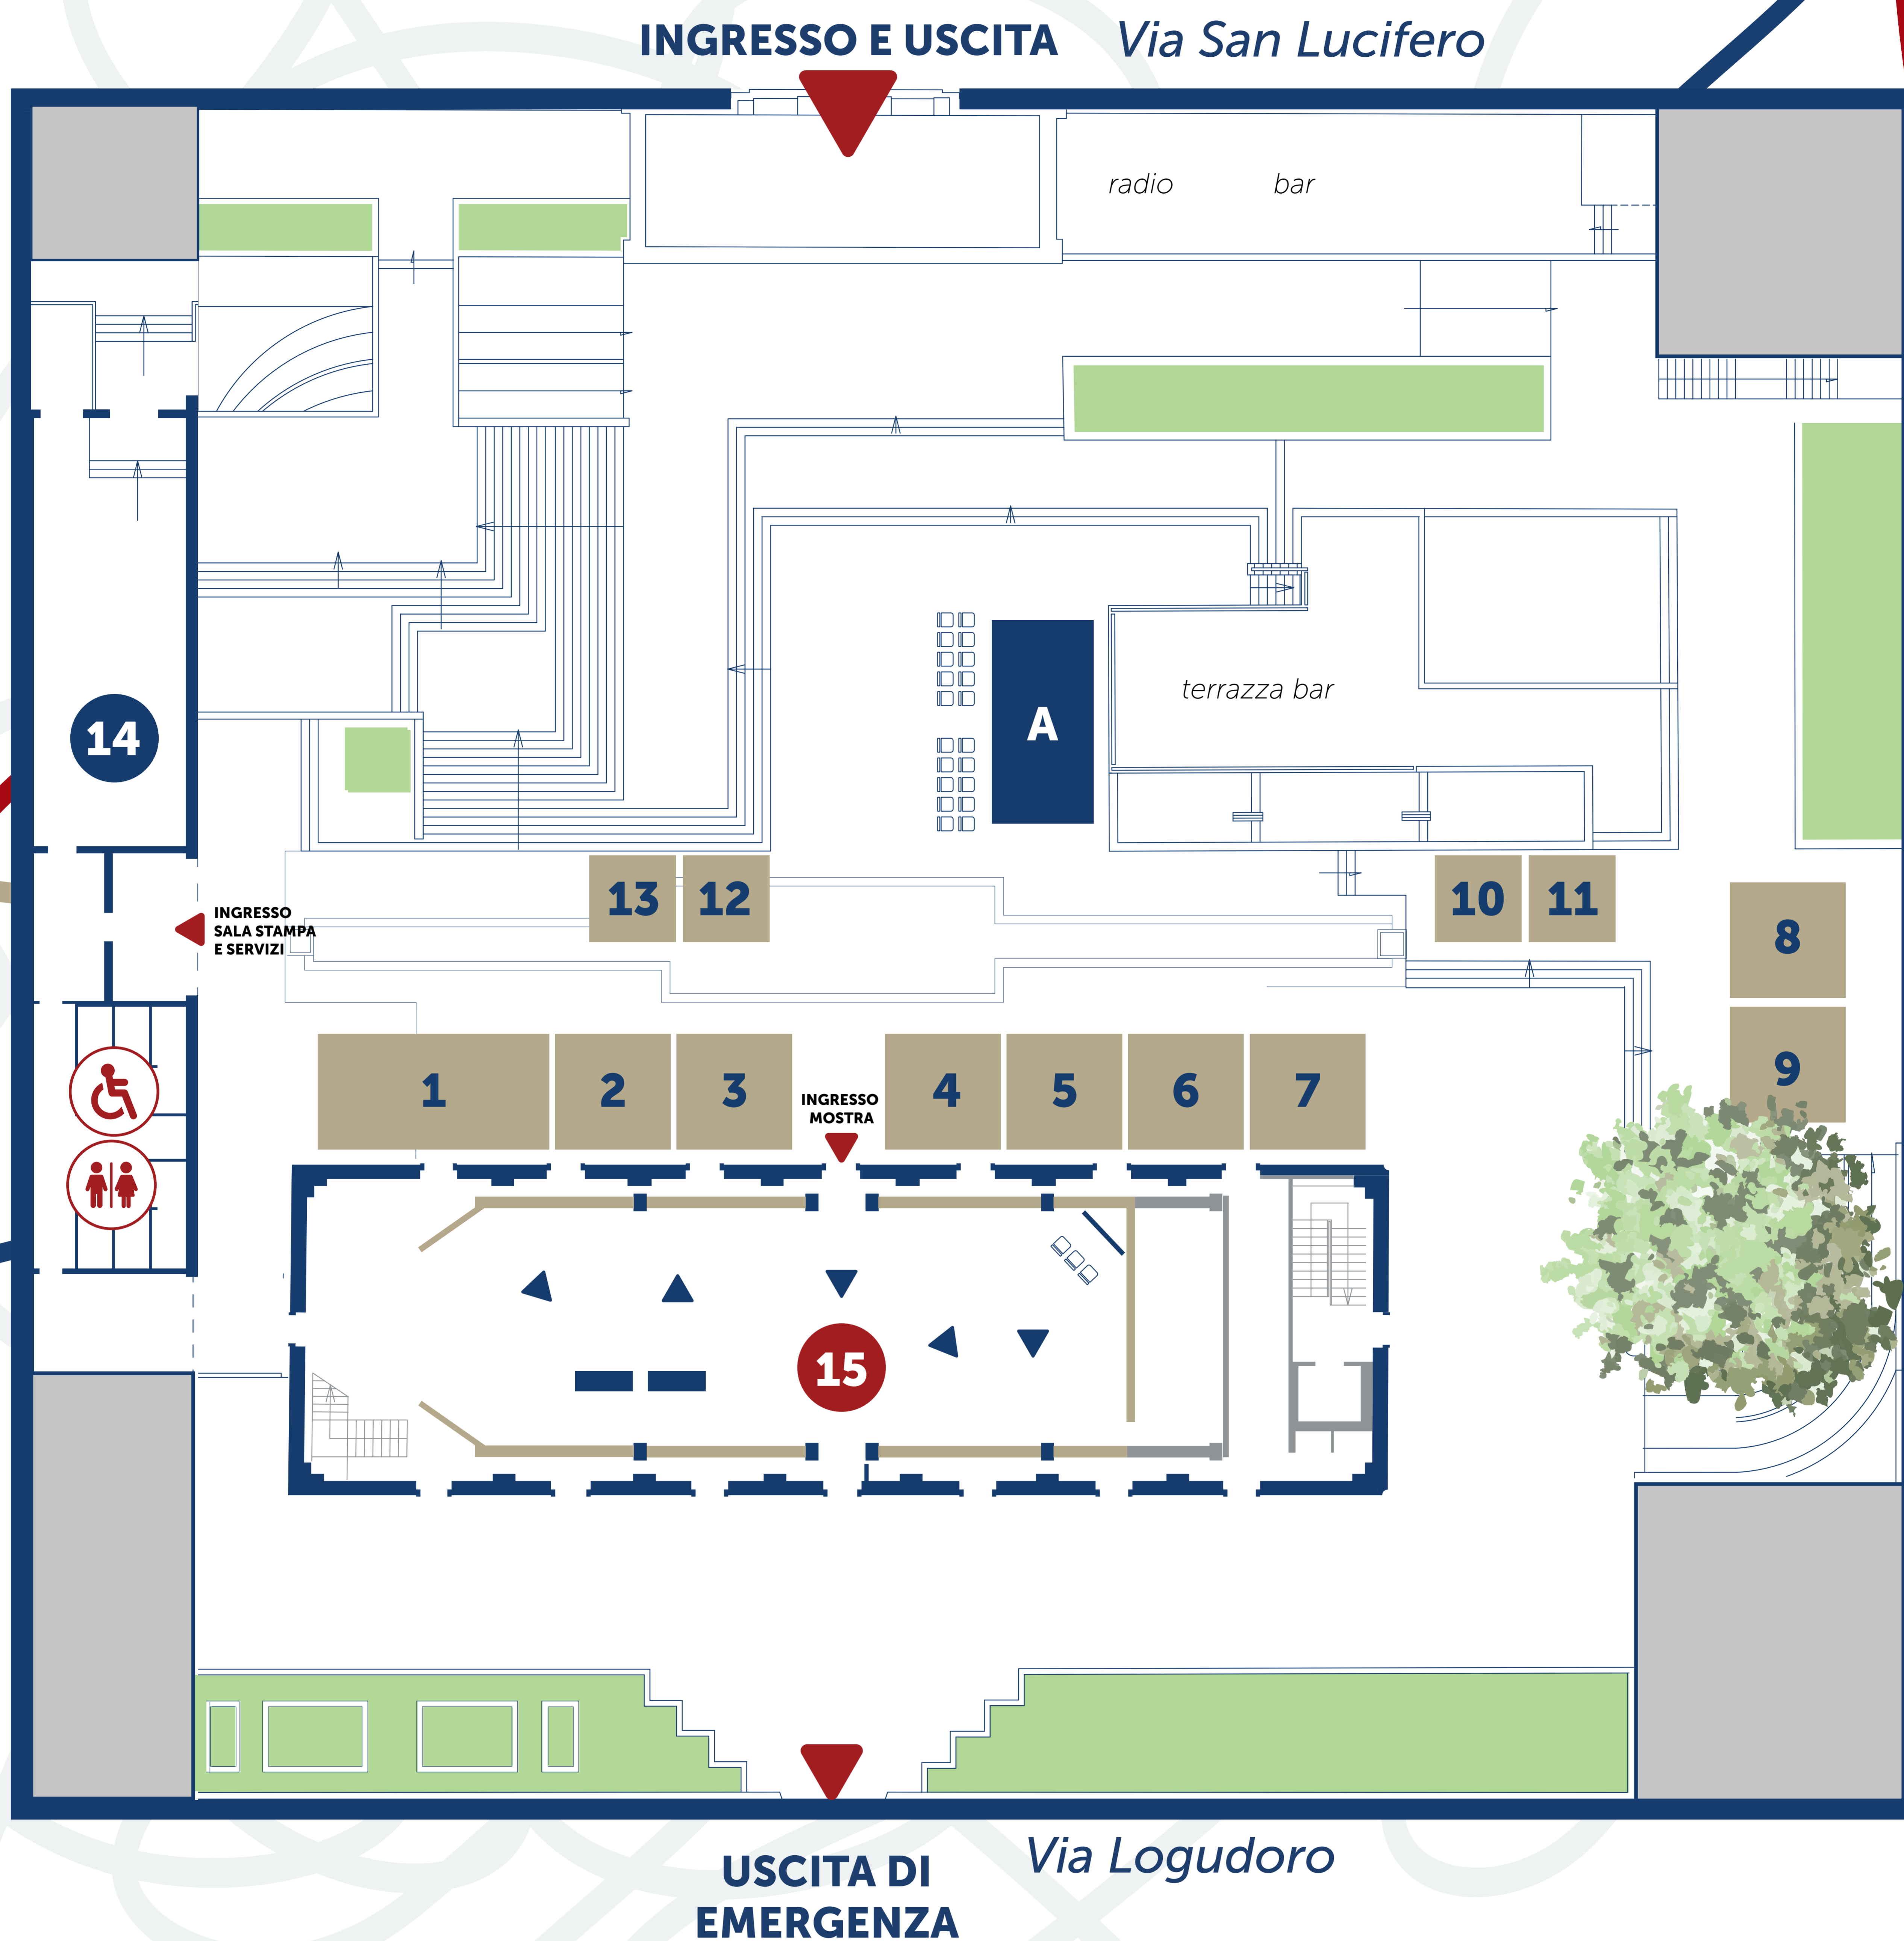 INGRESSO E USCITA Via San Lucifero
radio bar
A
terrazza bar
14
13 12 10 11
8
INGRESSO
SALA STAMPA
E SERVIZI
9
1 2 3 4 5 6 7
INGRESSO
MOSTRA
15
Via Logudoro
USCITA DI
EMERGENZA